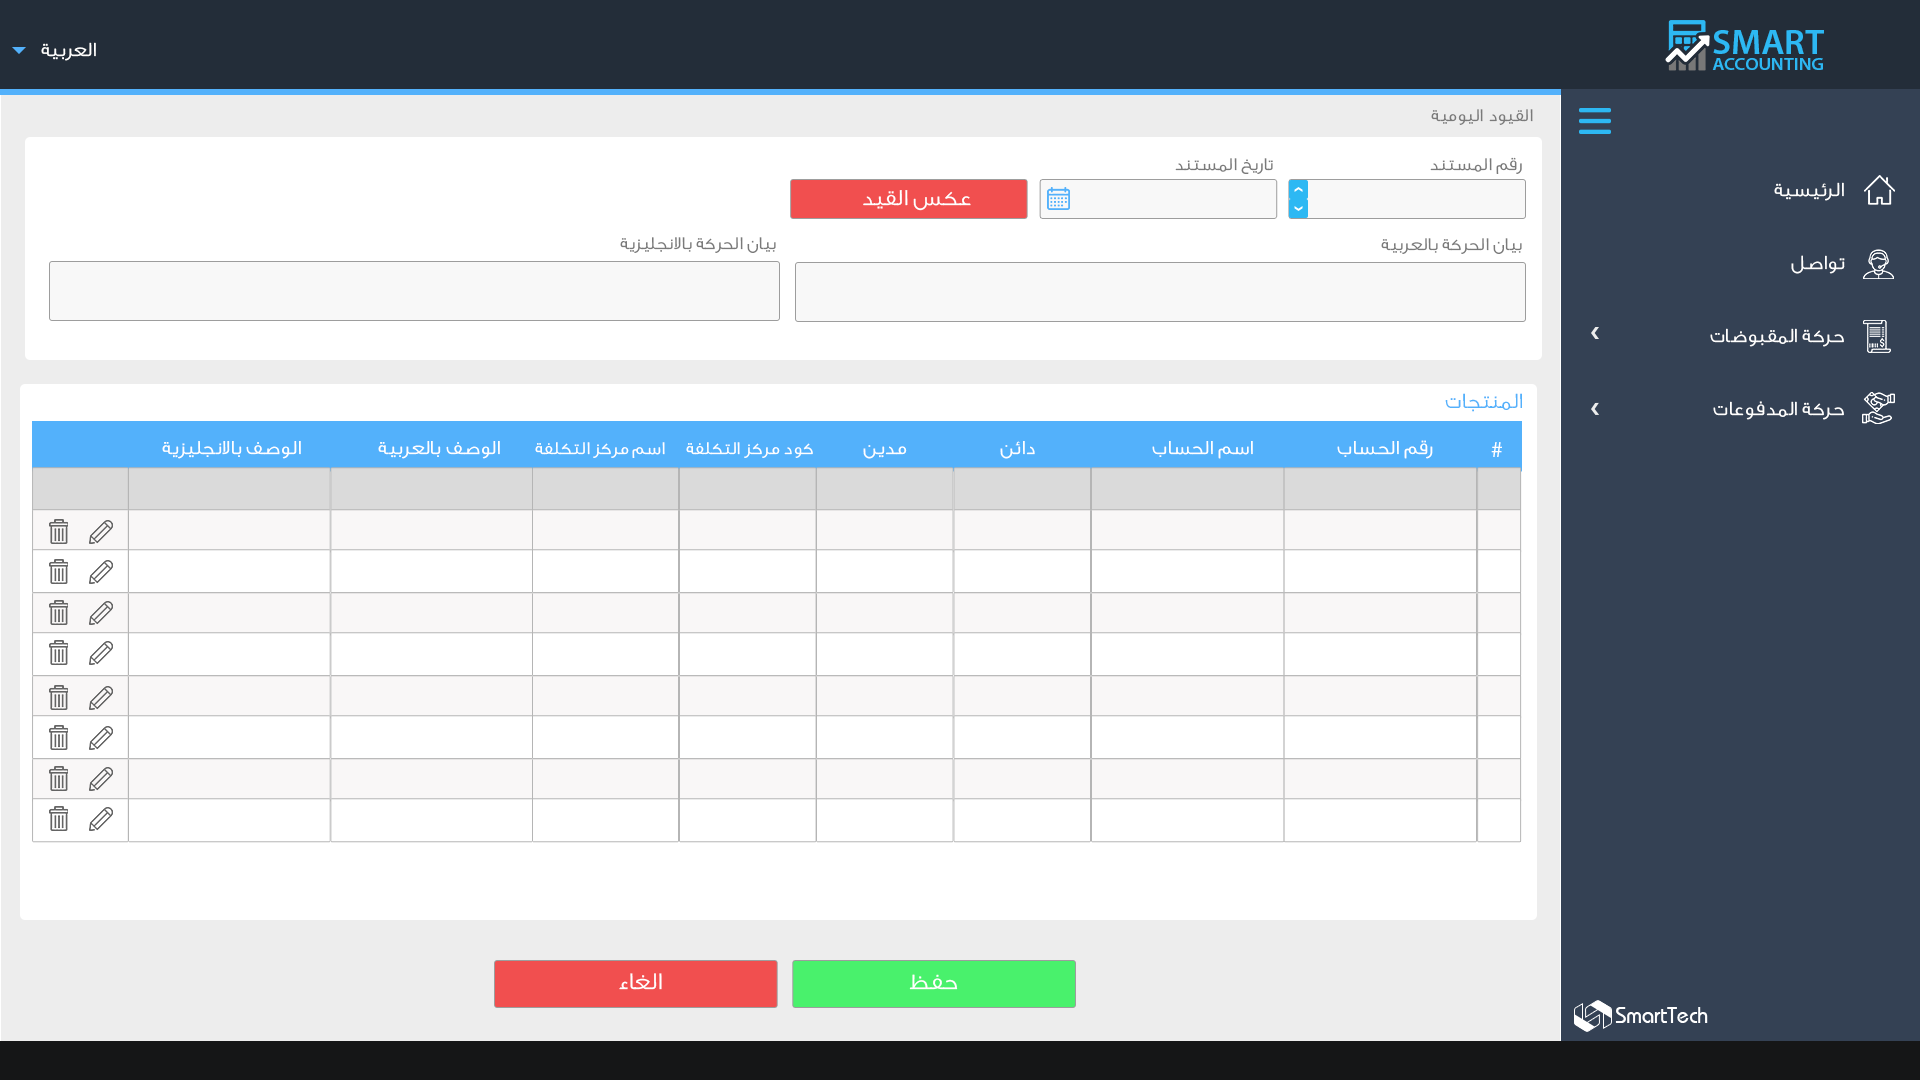 SMART
ACCOUNTING
العربية
القيود اليومية
الرئيسية
تواصل
حركة المقبوضات
حركة المدفوعات
رقم المستند
تاريخ المستند
عكس القيد
بيان الحركة بالعربية
بيان الحركة بالانجليزية
المنتجات
# رقم الحساب اسم الحساب دائن مدين كود مركز التكلفة اسم مركز التكلفة الوصف بالعربية الوصف بالانجليزية
حفظ
الغاء
SmartTech